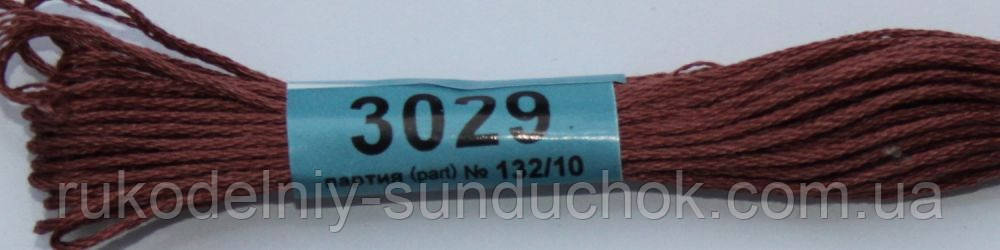 3029
партия (part) № 132/10
rukodelniy-sunduchok.com.ua